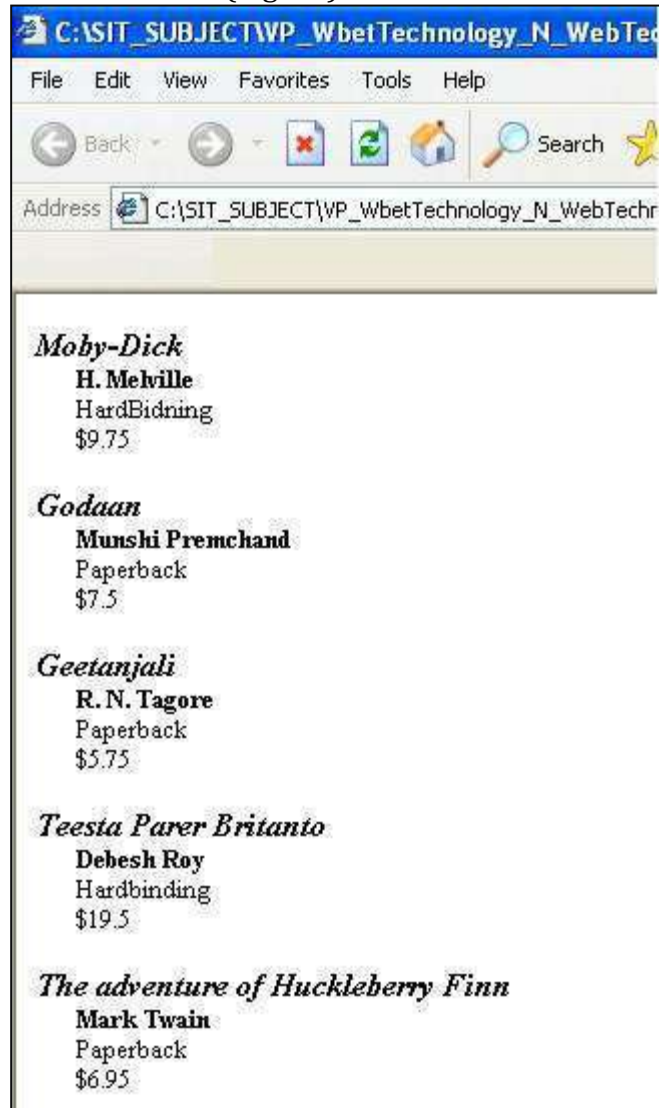 C:\SIT_SUBJECT\VP_WbetTechnology_N_WebTec
File Edit View Favorites Tools Help
Back Search
Address C:\SIT_SUBJECT\VP_WbetTechnology_N_WebTechr
Moby-Dick
H. Melville
HardBidning
$9.75
Godaan
Munshi Premchand
Paperback
$7.5
Geetanjali
R. N. Tagore
Paperback
$5.75
Teesta Parer Britanto
Debesh Roy
Hardbinding
$19.5
The adventure of Huckleberry Finn
Mark Twain
Paperback
$6.95